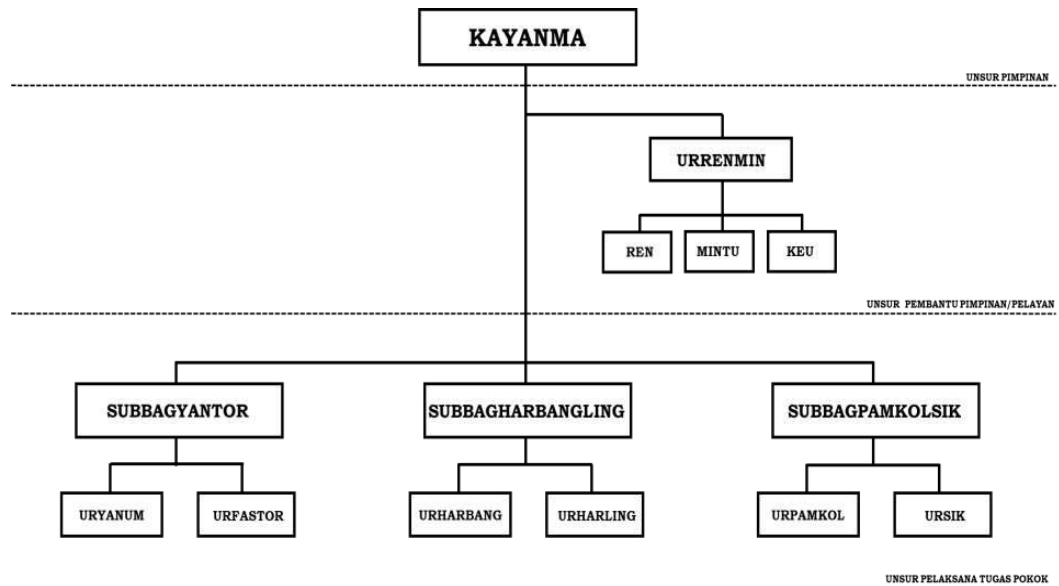 KAYANMA
UNSUR PIMPINAN
URRENMIN
REN
MINTU
KEU
UNSUR PEMBANTU PIMPINAN/PELAYAN
SUBBAGYANTOR
SUBBAGHARBANGLING
SUBBAGPAMKOLSIK
URYANUM
URFASTOR
URHARBANG
URHARLING
URPAMKOL
URSIK
UNSUR PELAKSANA TUGAS POKOK